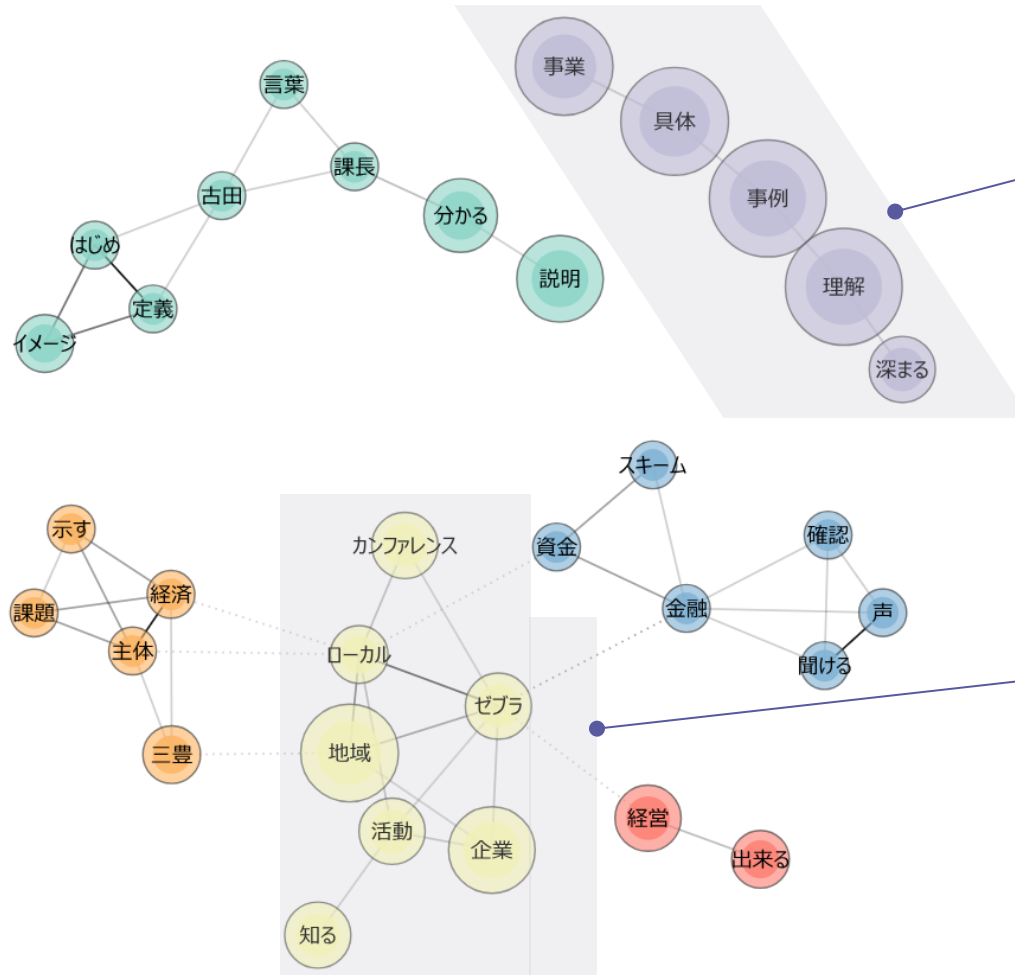 言葉
課長
古田
分かる
はじめ
説明
定義
イメージ
事業
具体
事例
理解
深まる
示す
経済
課題
主体
三豊
カンファレンス
ローカル
ゼブラ
地域
活動
企業
知る
スキーム
資金
確認
金融
声
聞ける
経営
出来る